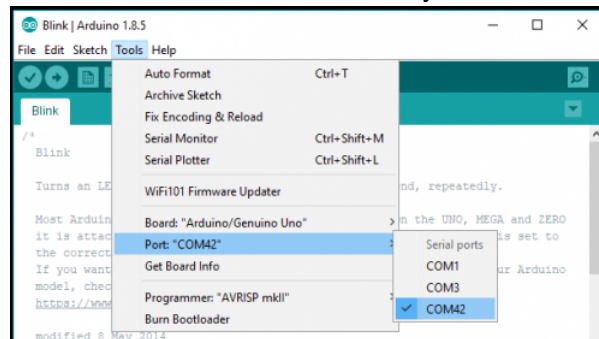 Blink | Arduino 1.8.5
File Edit Sketch Tools Help
Blink
Auto Format Ctrl+T
Archive Sketch
Fix Encoding & Reload
Serial Monitor Ctrl+Shift+M
Serial Plotter Ctrl+Shift+L
WiFi101 Firmware Updater
Board: "Arduino/Genuino Uno"
Port: "COM42"
Get Board Info
Programmer: "AVRISP mkII"
Burn Bootloader
Serial ports
COM1
COM3
COM42
/*
Blink
Turns an LE nd, repeatedly.
Most Arduin n the UNO, MEGA and ZERO
it is attac is set to
the correct
If you want ur Arduino
model, chec
https://www
modified 8 May 2014